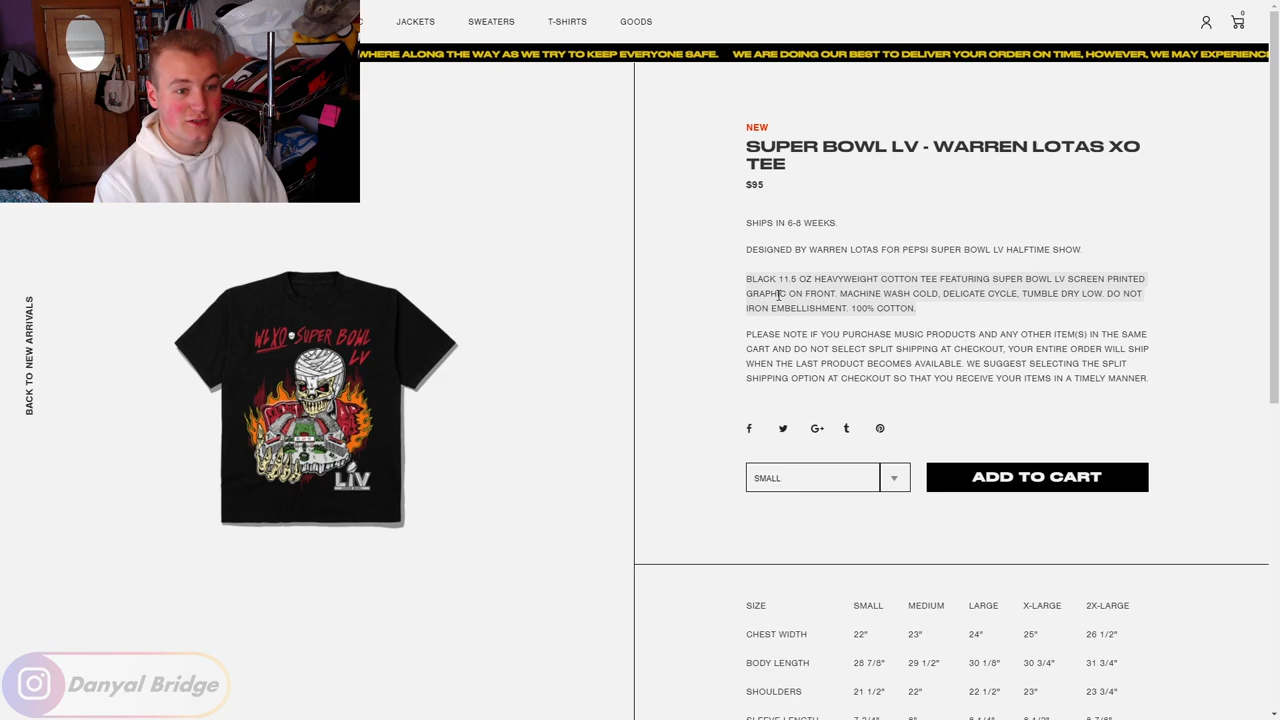 JACKETS SWEATERS T-SHIRTS GOODS
0
WHERE ALONG THE WAY AS WE TRY TO KEEP EVERYONE SAFE. WE ARE DOING OUR BEST TO DELIVER YOUR ORDER ON TIME, HOWEVER, WE MAY EXPERIENC
NEW
SUPER BOWL LV - WARREN LOTAS XO
TEE
$95
SHIPS IN 6-8 WEEKS.
DESIGNED BY WARREN LOTAS FOR PEPSI SUPER BOWL LV HALFTIME SHOW.
BLACK 11.5 OZ HEAVYWEIGHT COTTON TEE FEATURING SUPER BOWL LV SCREEN PRINTED
GRAPHIC ON FRONT. MACHINE WASH COLD, DELICATE CYCLE, TUMBLE DRY LOW. DO NOT
IRON EMBELLISHMENT. 100% COTTON.
PLEASE NOTE IF YOU PURCHASE MUSIC PRODUCTS AND ANY OTHER ITEM(S) IN THE SAME
CART AND DO NOT SELECT SPLIT SHIPPING AT CHECKOUT, YOUR ENTIRE ORDER WILL SHIP
WHEN THE LAST PRODUCT BECOMES AVAILABLE. WE SUGGEST SELECTING THE SPLIT
SHIPPING OPTION AT CHECKOUT SO THAT YOU RECEIVE YOUR ITEMS IN A TIMELY MANNER.
SMALL
ADD TO CART
SIZE SMALL MEDIUM LARGE X-LARGE 2X-LARGE
CHEST WIDTH 22" 23" 24" 25" 26 1/2"
BODY LENGTH 28 7/8" 29 1/2" 30 1/8" 30 3/4" 31 3/4"
SHOULDERS 21 1/2" 22" 22 1/2" 23" 23 3/4"
BACK TO NEW ARRIVALS
WLXO SUPER BOWL
LV
LIV
Danyal Bridge